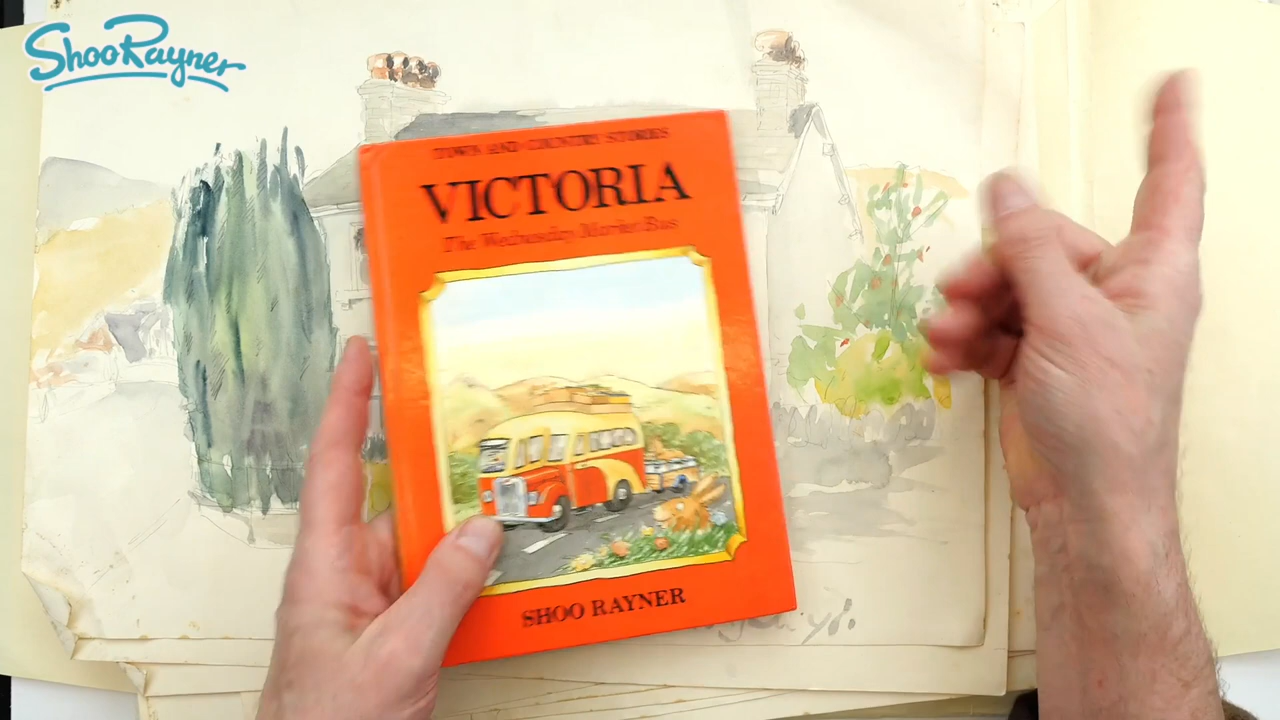 ShooRayner
TOWN AND COUNTRY STORIES
VICTORIA
The Wednesday Market Bus
SHOO RAYNER